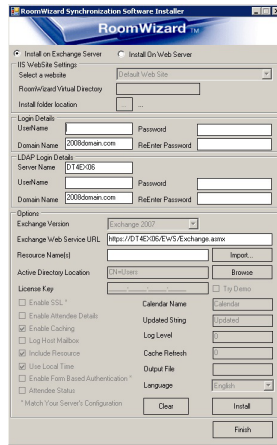 RoomWizard Synchronization Software Installer
RoomWizard TM
Install on Exchange Server Install On Web Server
IIS WebSite Settings
Select a website Default Web Site
RoomWizard Virtual Directory
Install folder location ... ...
Login Details
UserName Password
Domain Name 2008domain.com ReEnter Password
LDAP Login Details
Server Name DT4EX06
UserName Password
Domain Name 2008domain.com ReEnter Password
Options
Exchange Version Exchange 2007
Exchange Web Service URL https://DT4EX06/EWS/Exchange.asmx
Resource Name(s) Import...
Active Directory Location CN=Users Browse
License Key Try Demo
Enable SSL * Calendar Name Calendar
Enable Attendee Details Updated String Updated
Enable Caching
Log Host Mailbox Log Level 0
Include Resource Cache Refresh 0
Use Local Time Output File
Enable Form Based Authentication *
Attendee Status Language English
* Match Your Server's Configuration
Clear Install
Finish